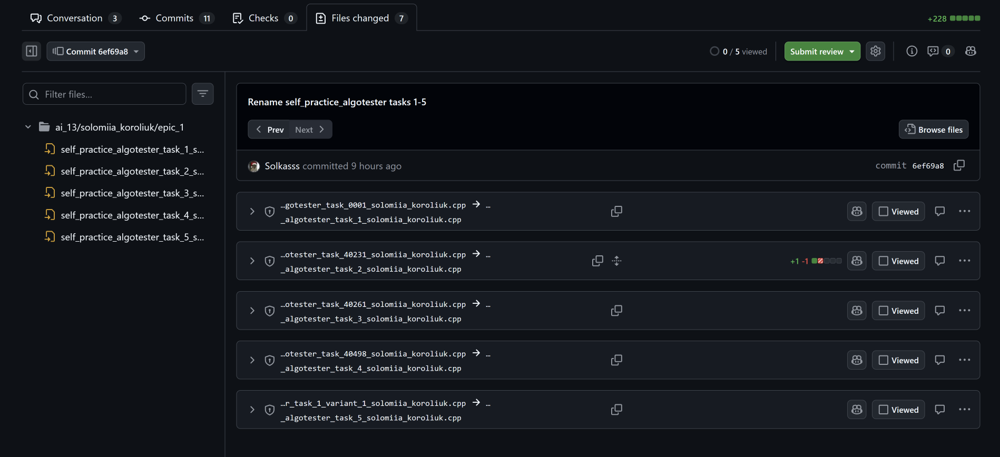 Conversation 3 Commits 11 Checks 0 Files changed 7 +228
Commit 6ef69a8 0 / 5 viewed Submit review 0
Filter files...
ai_13/solomiia_koroliuk/epic_1
self_practice_algotester_task_1_s...
self_practice_algotester_task_2_s...
self_practice_algotester_task_3_s...
self_practice_algotester_task_4_s...
self_practice_algotester_task_5_s...
Rename self_practice_algotester tasks 1-5
Prev Next Browse files
Solkasss committed 9 hours ago commit 6ef69a8
…gotester_task_0001_solomiia_koroliuk.cpp → …
_algotester_task_1_solomiia_koroliuk.cpp
Viewed
…otester_task_40231_solomiia_koroliuk.cpp → …
_algotester_task_2_solomiia_koroliuk.cpp
+1 -1 Viewed
…otester_task_40261_solomiia_koroliuk.cpp → …
_algotester_task_3_solomiia_koroliuk.cpp
Viewed
…otester_task_40498_solomiia_koroliuk.cpp → …
_algotester_task_4_solomiia_koroliuk.cpp
Viewed
…r_task_1_variant_1_solomiia_koroliuk.cpp → …
_algotester_task_5_solomiia_koroliuk.cpp
Viewed